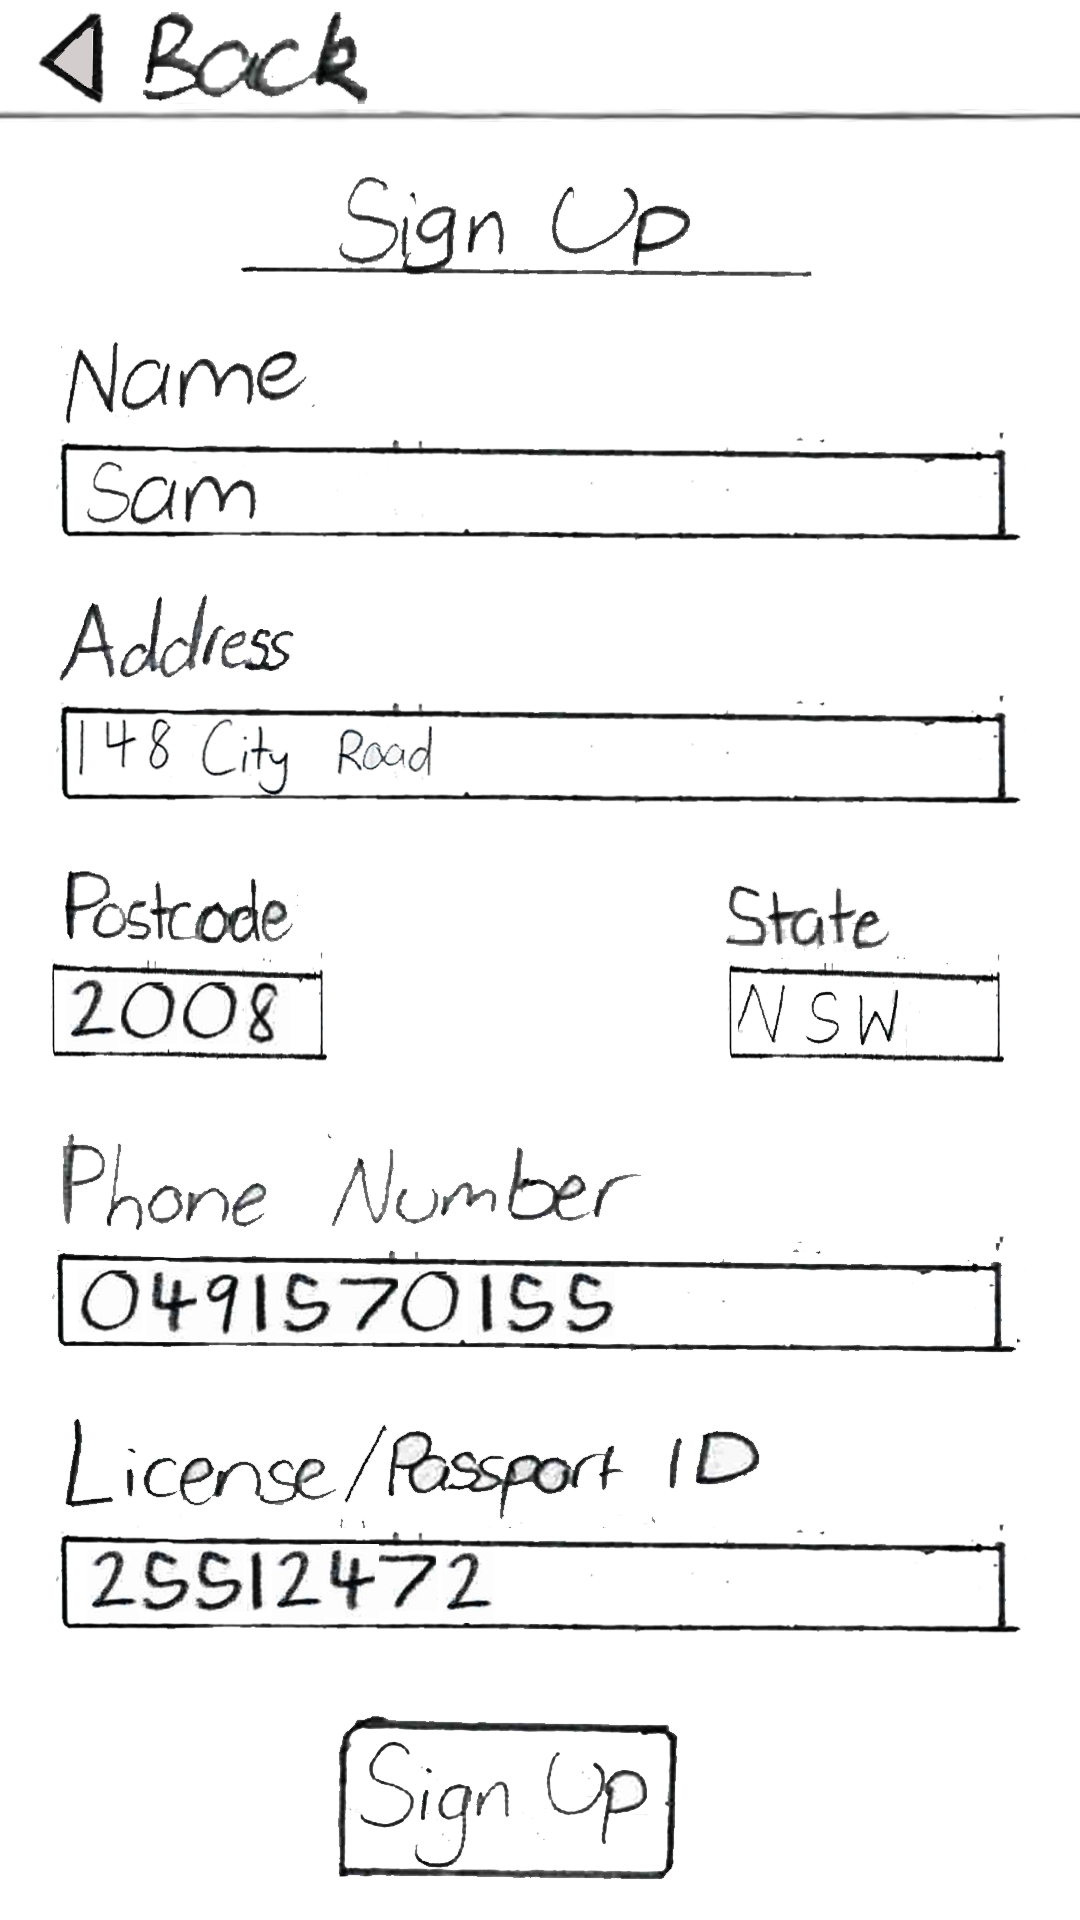 Back
Sign Up
Name
Sam
Address
148 City Road
Postcode State
2008 NSW
Phone Number
0491570155
License/Passport ID
25512472
Sign Up